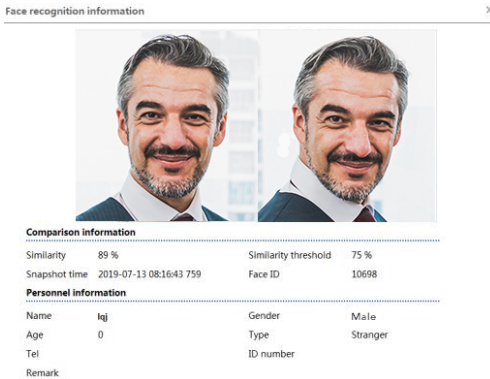 Face recognition information
Comparison information
Similarity 89 % Similarity threshold 75 %
Snapshot time 2019-07-13 08:16:43 759 Face ID 10698
Personnel information
Name lqj Gender Male
Age 0 Type Stranger
Tel ID number
Remark